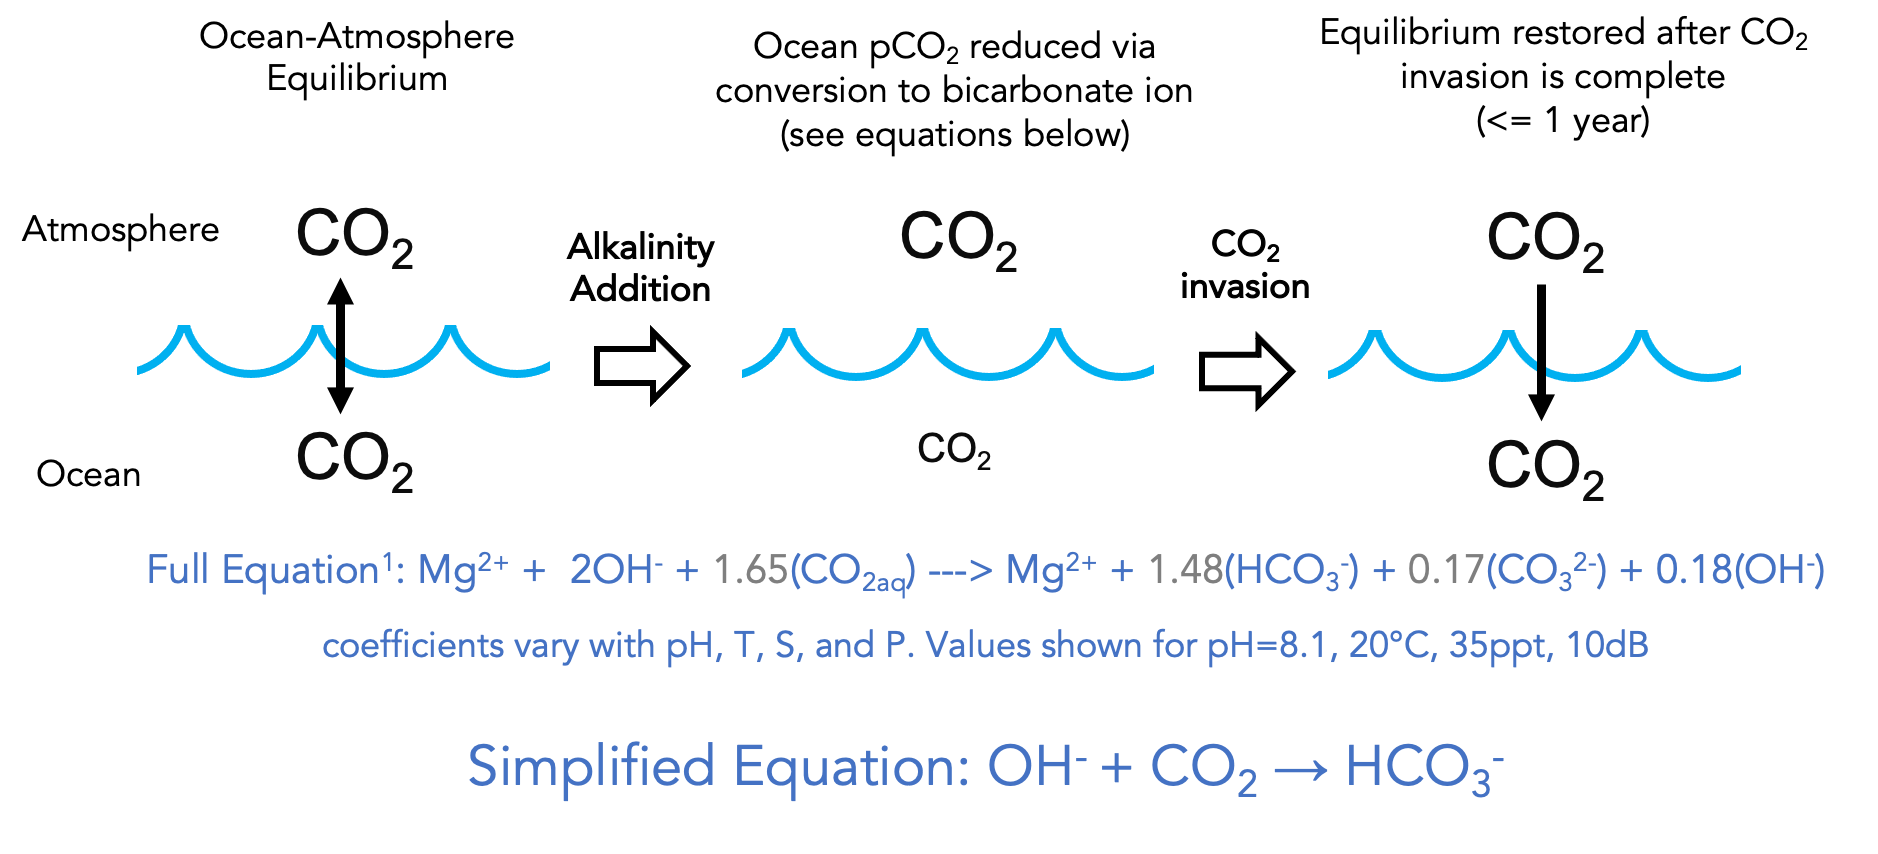 Ocean-Atmosphere
Equilibrium
Ocean pCO₂ reduced via
conversion to bicarbonate ion
(see equations below)
Equilibrium restored after CO₂
invasion is complete
(<= 1 year)
Atmosphere
CO₂
Alkalinity
Addition
CO₂
CO₂
invasion
CO₂
Ocean
CO₂
CO₂
CO₂
Full Equation¹: Mg²⁺ + 2OH⁻ + 1.65(CO₂ₐq) ---> Mg²⁺ + 1.48(HCO₃⁻) + 0.17(CO₃²⁻) + 0.18(OH⁻)
coefficients vary with pH, T, S, and P. Values shown for pH=8.1, 20°C, 35ppt, 10dB
Simplified Equation: OH⁻ + CO₂ → HCO₃⁻